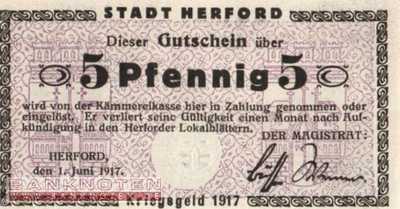 STADT HERFORD
Dieser Gutschein über
5 Pfennig 5
wird von der Kämmereikasse hier in Zahlung genommen oder
eingelöst. Er verliert seine Gültigkeit einen Monat nach Auf-
kündigung in den Herforder Lokalblättern.
DER MAGISTRAT:
HERFORD,
den 1. Juni 1917.
BANKNOTEN
Kriegsgeld 1917